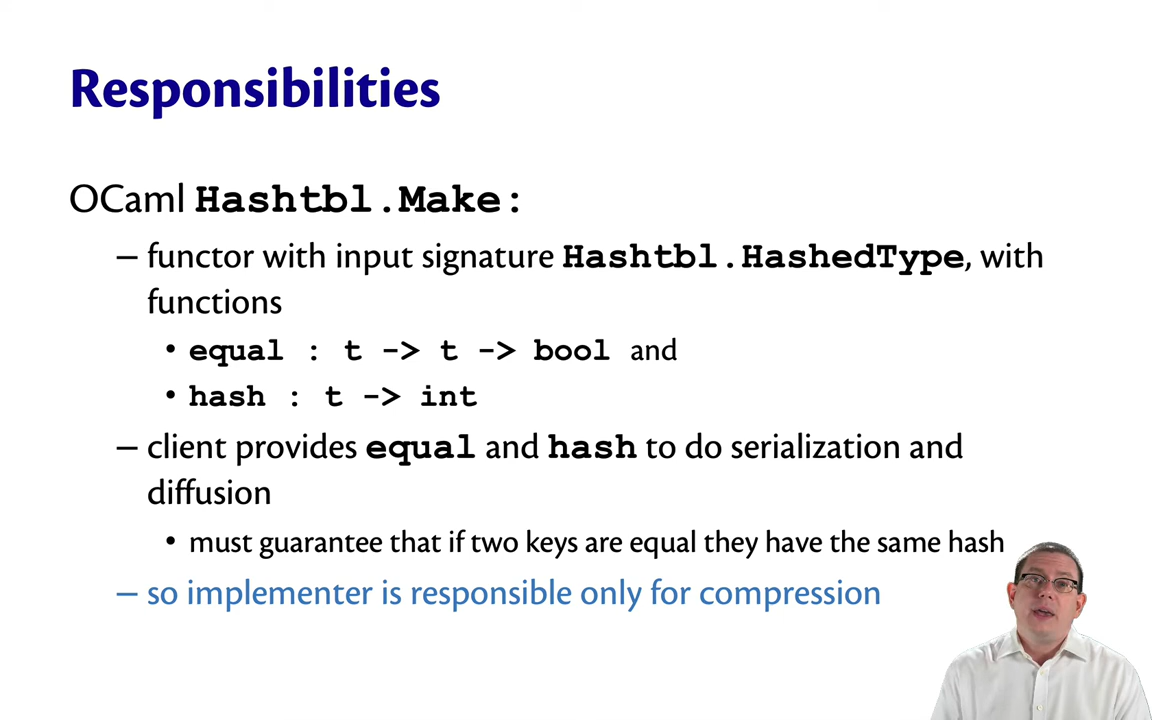 Responsibilities
OCaml Hashtbl.Make:
– functor with input signature Hashtbl.HashedType, with
functions
• equal : t -> t -> bool and
• hash : t -> int
– client provides equal and hash to do serialization and
diffusion
• must guarantee that if two keys are equal they have the same hash
– so implementer is responsible only for compression